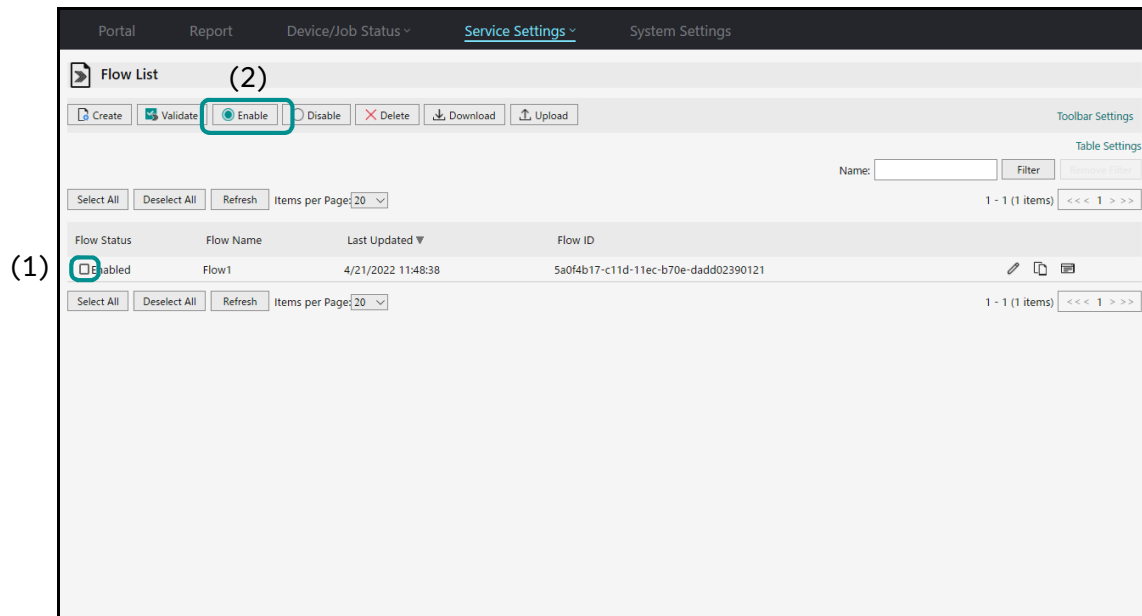 Portal Report Device/Job Status Service Settings System Settings
Flow List
(2)
Create Validate Enable Disable Delete Download Upload Toolbar Settings
Table Settings
Name: Filter Remove Filter
Select All Deselect All Refresh Items per Page: 20 1 - 1 (1 items) <<< 1 >>>
Flow Status Flow Name Last Updated ▼ Flow ID
(1) Enabled Flow1 4/21/2022 11:48:38 5a0f4b17-c11d-11ec-b70e-dadd02390121
Select All Deselect All Refresh Items per Page: 20 1 - 1 (1 items) <<< 1 >>>